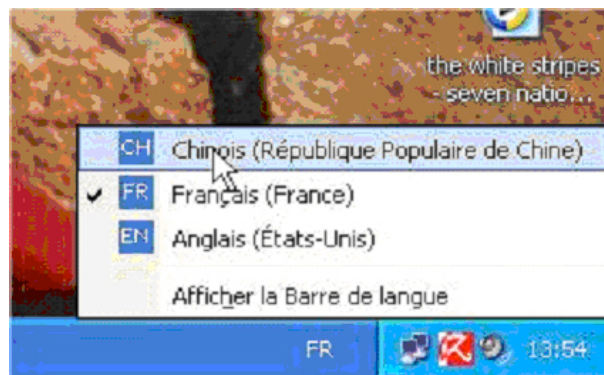 the white stripes
- seven natio...
CH Chinois (République Populaire de Chine)
FR Français (France)
EN Anglais (États-Unis)
Afficher la Barre de langue
FR 13:54